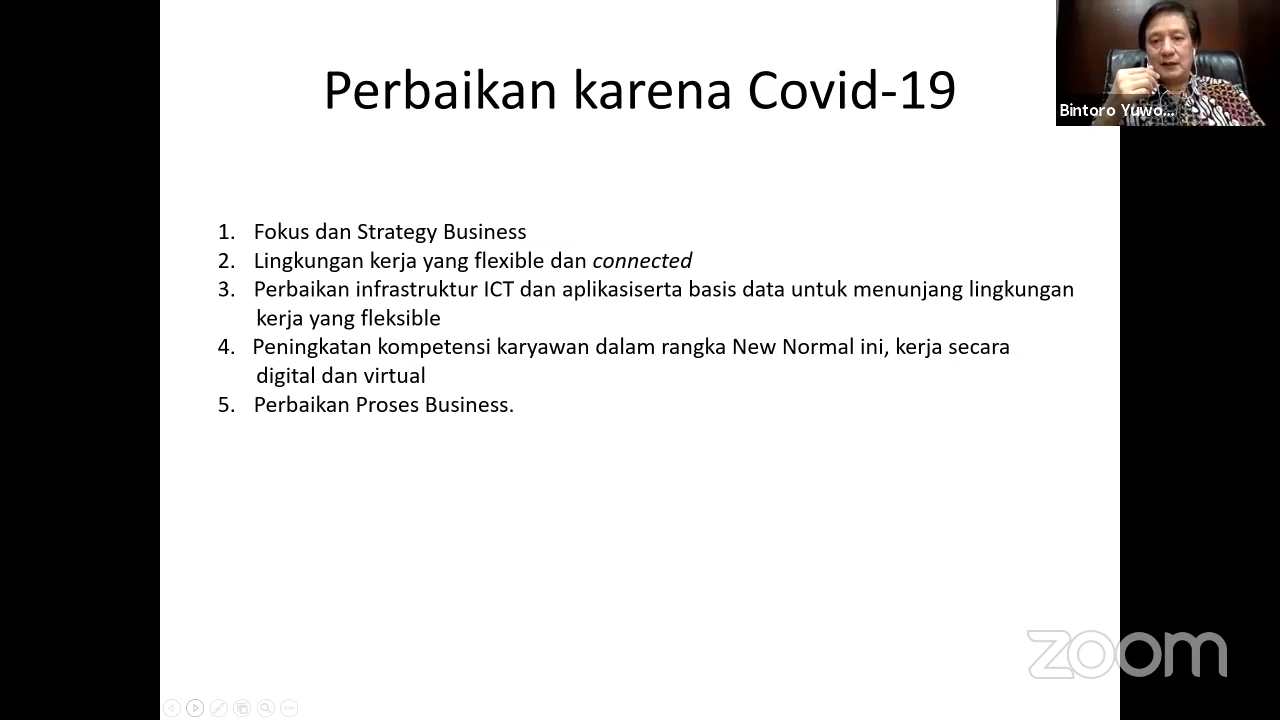 Perbaikan karena Covid-19
Bintoro Yuwo...
1. Fokus dan Strategy Business
2. Lingkungan kerja yang flexible dan connected
3. Perbaikan infrastruktur ICT dan aplikasiserta basis data untuk menunjang lingkungan
kerja yang fleksible
4. Peningkatan kompetensi karyawan dalam rangka New Normal ini, kerja secara
digital dan virtual
5. Perbaikan Proses Business.
zoom